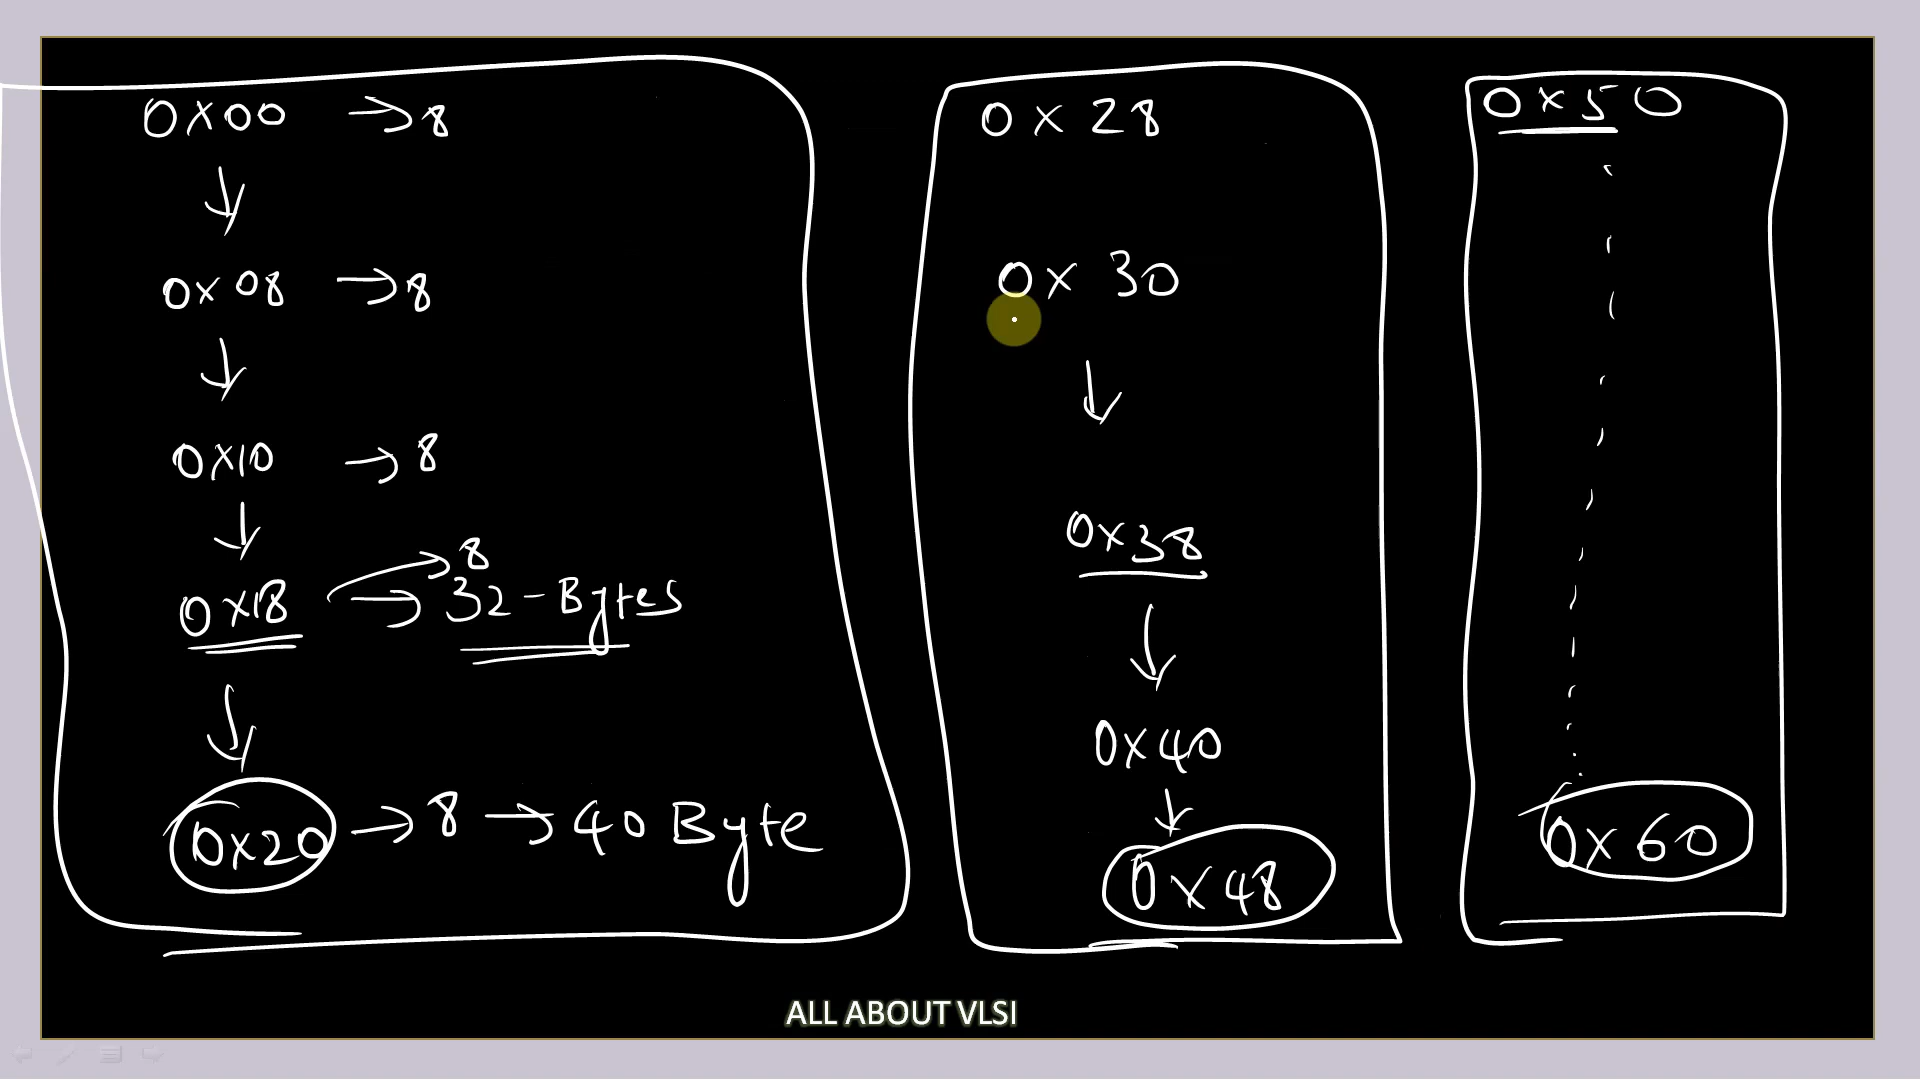 0x00 → 8
0x08 → 8
0x10 → 8
0x18 → 8
→ 32-Bytes
0x20 → 8 → 40 Byte
0x28
0x30
0x38
0x40
0x48
0x50
0x60
ALL ABOUT VLSI